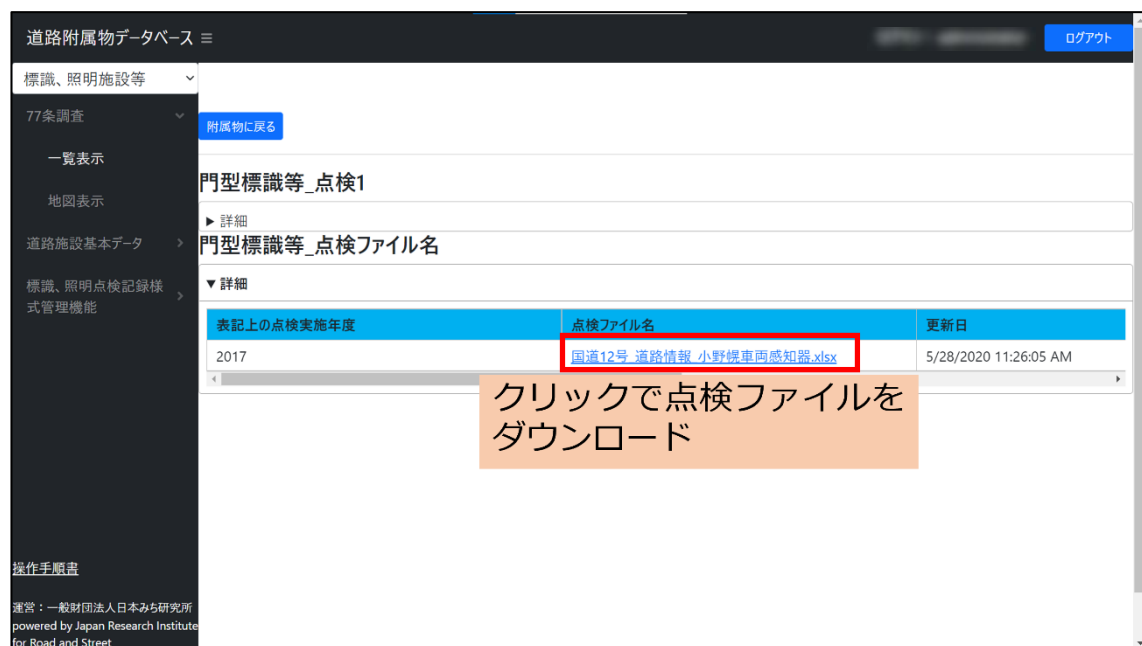 道路附属物データベース ≡
ログアウト
標識、照明施設等
77条調査
一覧表示
地図表示
道路施設基本データ
標識、照明点検記録様
式管理機能
附属物に戻る
門型標識等_点検1
▶ 詳細
門型標識等_点検ファイル名
▼詳細
表記上の点検実施年度 点検ファイル名 更新日
2017 国道12号_道路情報_小野幌車両感知器.xlsx 5/28/2020 11:26:05 AM
クリックで点検ファイルを
ダウンロード
操作手順書
運営：一般財団法人日本みち研究所
powered by Japan Research Institute
for Road and Street